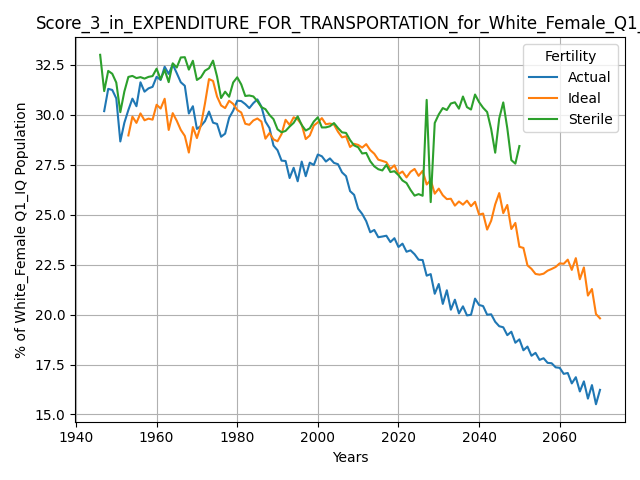 Score_3_in_EXPENDITURE_FOR_TRANSPORTATION_for_White_Female_Q1_
Fertility
Actual
Ideal
Sterile
% of White_Female Q1_IQ Population
32.5
30.0
27.5
25.0
22.5
20.0
17.5
15.0
1940 1960 1980 2000 2020 2040 2060
Years